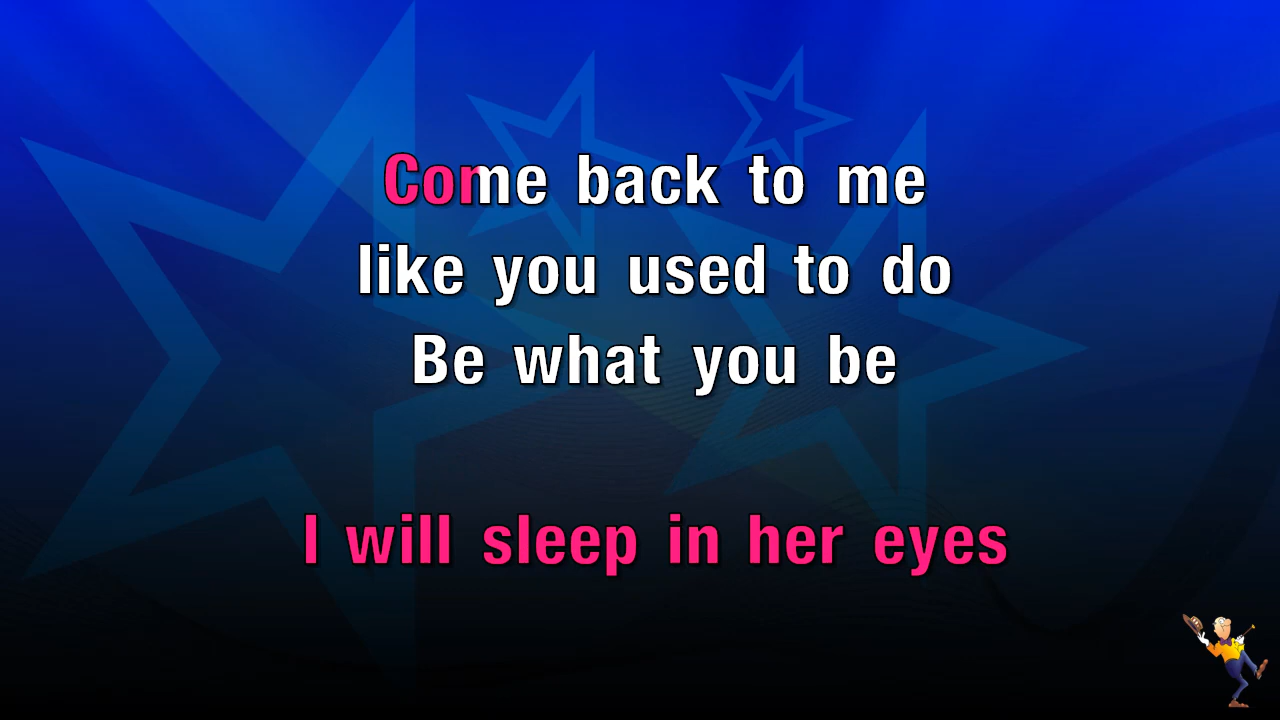 Come back to me
like you used to do
Be what you be
I will sleep in her eyes